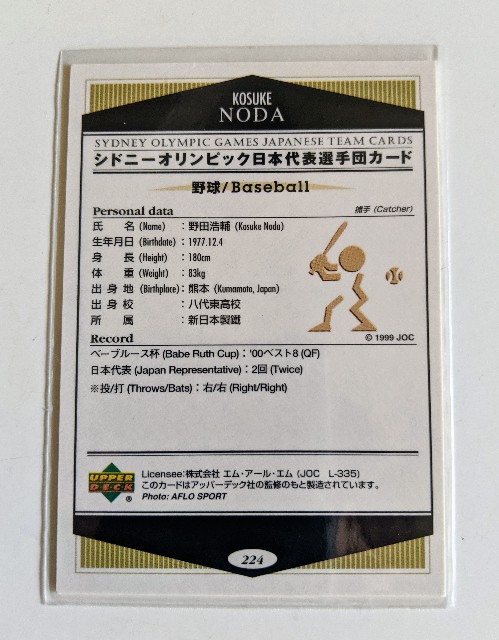 KOSUKE
NODA
SYDNEY OLYMPIC GAMES JAPANESE TEAM CARDS
シドニーオリンピック日本代表選手団カード
野球/Baseball
捕手 (Catcher)
Personal data
氏 名 (Name) : 野田浩輔 (Kosuke Noda)
生年月日 (Birthdate) : 1977.12.4
身 長 (Height) : 180cm
体 重 (Weight) : 83kg
出 身 地 (Birthplace) : 熊本 (Kumamoto, Japan)
出 身 校 : 八代東高校
所 属 : 新日本製鐵
© 1999 JOC
Record
ベーブルース杯 (Babe Ruth Cup) : '00ベスト8 (QF)
日本代表 (Japan Representative) : 2回 (Twice)
※投/打 (Throws/Bats) : 右/右 (Right/Right)
UPPER DECK ®
Licensee:株式会社 エム・アール・エム (JOC L-335)
このカードはアッパーデック社の監修のもと製造されています。
Photo: AFLO SPORT
224